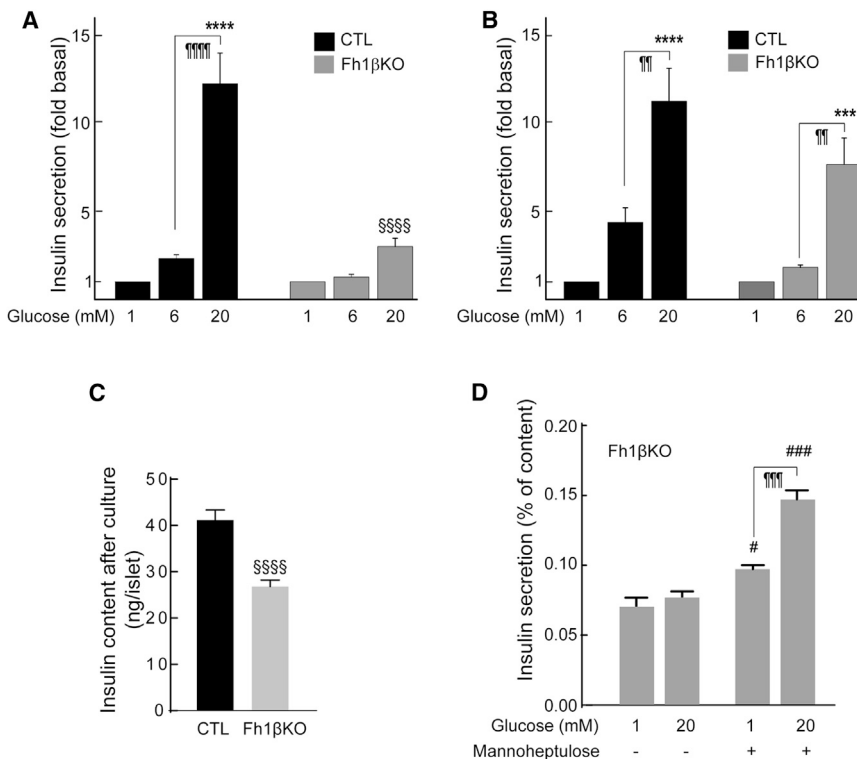 A
Insulin secretion (fold basal)
15
10
5
1
¶¶¶¶
****
CTL
Fh1βKO
§§§§
Glucose (mM)
1 6 20 1 6 20
B
Insulin secretion (fold basal)
15
10
5
1
¶¶
****
CTL
Fh1βKO
¶¶
***
Glucose (mM)
1 6 20 1 6 20
C
Insulin content after culture
(ng/islet)
50
40
30
20
10
0
§§§§
CTL Fh1βKO
D
Insulin secretion (% of content)
0.20
0.15
0.10
0.05
0.00
Fh1βKO
###
¶¶¶
#
Glucose (mM) 1 20 1 20
Mannoheptulose - - + +